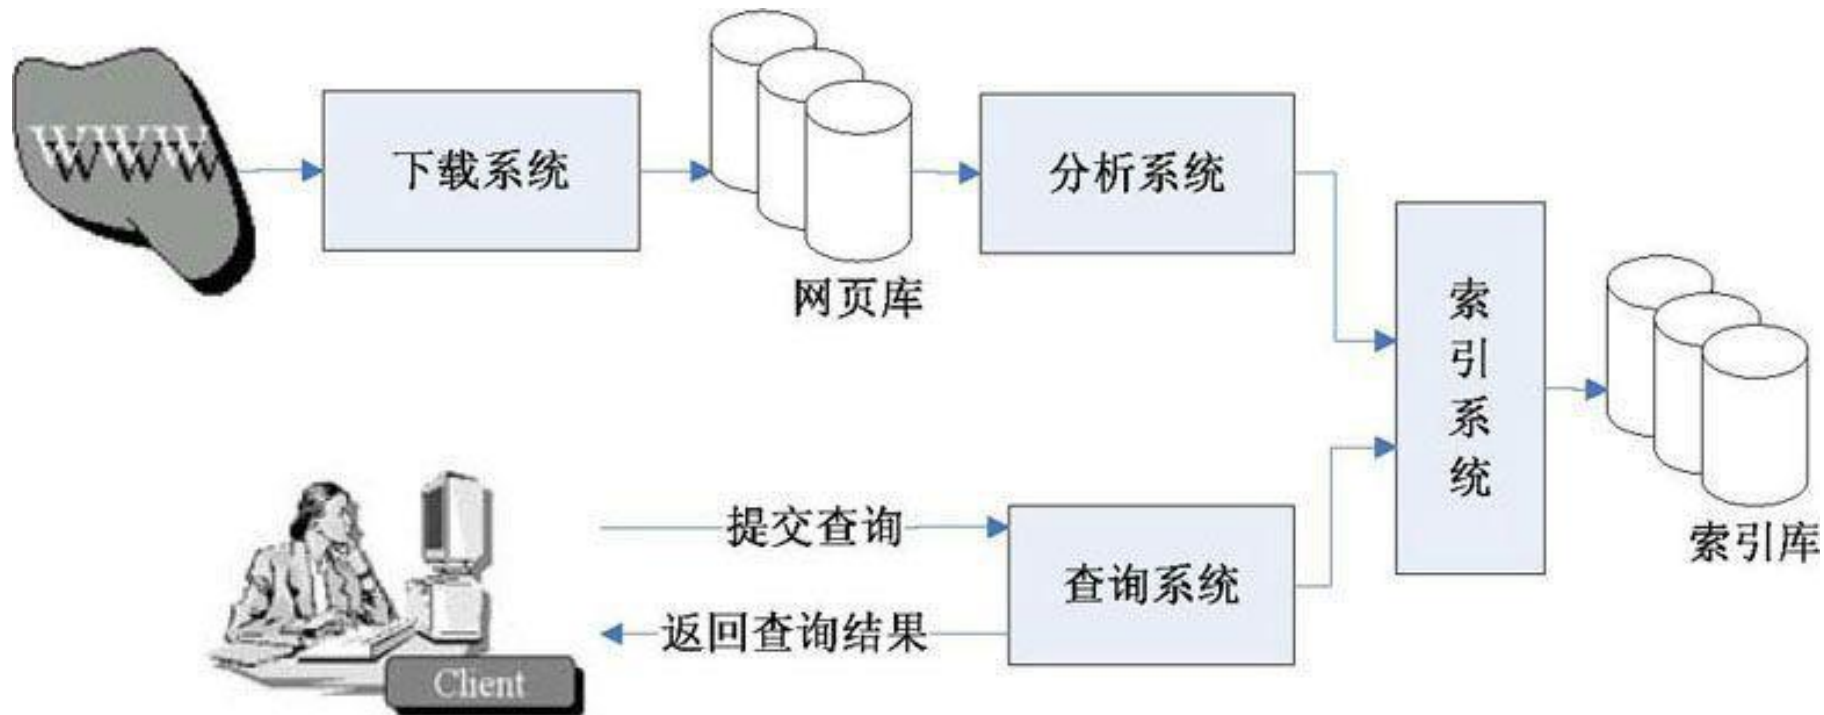 WWW
下载系统
网页库
分析系统
索引系统
索引库
提交查询
查询系统
返回查询结果
Client